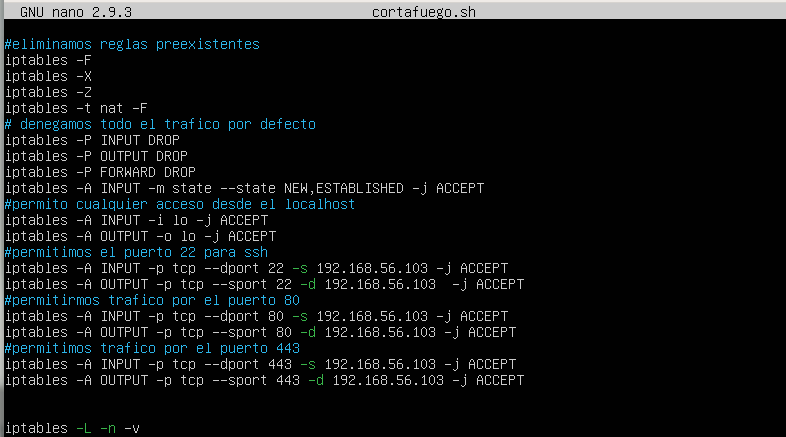 GNU nano 2.9.3 cortafuego.sh
#eliminamos reglas preexistentes
iptables -F
iptables -X
iptables -Z
iptables -t nat -F
# denegamos todo el trafico por defecto
iptables -P INPUT DROP
iptables -P OUTPUT DROP
iptables -P FORWARD DROP
iptables -A INPUT -m state --state NEW,ESTABLISHED -j ACCEPT
#permito cualquier acceso desde el localhost
iptables -A INPUT -i lo -j ACCEPT
iptables -A OUTPUT -o lo -j ACCEPT
#permitimos el puerto 22 para ssh
iptables -A INPUT -p tcp --dport 22 -s 192.168.56.103 -j ACCEPT
iptables -A OUTPUT -p tcp --sport 22 -d 192.168.56.103  -j ACCEPT
#permitirmos trafico por el puerto 80
iptables -A INPUT -p tcp --dport 80 -s 192.168.56.103 -j ACCEPT
iptables -A OUTPUT -p tcp --sport 80 -d 192.168.56.103 -j ACCEPT
#permitimos trafico por el puerto 443
iptables -A INPUT -p tcp --dport 443 -s 192.168.56.103 -j ACCEPT
iptables -A OUTPUT -p tcp --sport 443 -d 192.168.56.103 -j ACCEPT
iptables -L -n -v